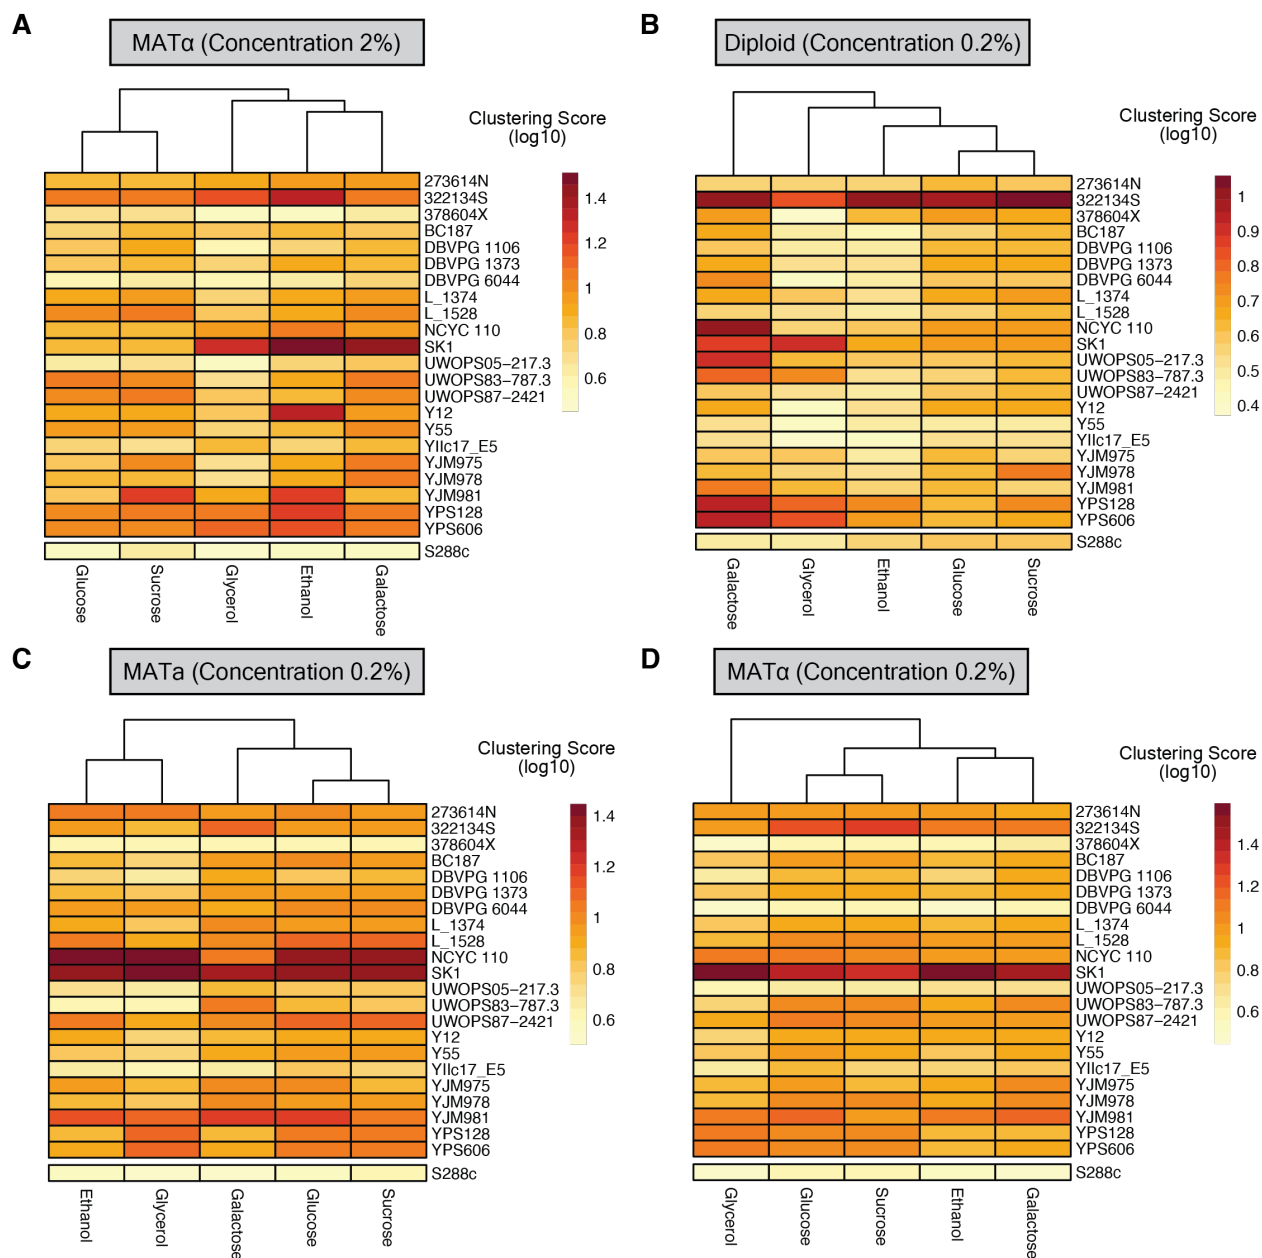 A
MATα (Concentration 2%)
Clustering Score
(log10)
1.4
1.2
1
0.8
0.6
273614N
322134S
378604X
BC187
DBVPG 1106
DBVPG 1373
DBVPG 6044
L_1374
L_1528
NCYC 110
SK1
UWOPS05−217.3
UWOPS83−787.3
UWOPS87−2421
Y12
Y55
YIIc17_E5
YJM975
YJM978
YJM981
YPS128
YPS606
S288c
Glucose
Sucrose
Glycerol
Ethanol
Galactose
B
Diploid (Concentration 0.2%)
Clustering Score
(log10)
1
0.9
0.8
0.7
0.6
0.5
0.4
273614N
322134S
378604X
BC187
DBVPG 1106
DBVPG 1373
DBVPG 6044
L_1374
L_1528
NCYC 110
SK1
UWOPS05−217.3
UWOPS83−787.3
UWOPS87−2421
Y12
Y55
YIIc17_E5
YJM975
YJM978
YJM981
YPS128
YPS606
S288c
Galactose
Glycerol
Ethanol
Glucose
Sucrose
C
MATa (Concentration 0.2%)
Clustering Score
(log10)
1.4
1.2
1
0.8
0.6
273614N
322134S
378604X
BC187
DBVPG 1106
DBVPG 1373
DBVPG 6044
L_1374
L_1528
NCYC 110
SK1
UWOPS05−217.3
UWOPS83−787.3
UWOPS87−2421
Y12
Y55
YIIc17_E5
YJM975
YJM978
YJM981
YPS128
YPS606
S288c
Ethanol
Glycerol
Galactose
Glucose
Sucrose
D
MATα (Concentration 0.2%)
Clustering Score
(log10)
1.4
1.2
1
0.8
0.6
273614N
322134S
378604X
BC187
DBVPG 1106
DBVPG 1373
DBVPG 6044
L_1374
L_1528
NCYC 110
SK1
UWOPS05−217.3
UWOPS83−787.3
UWOPS87−2421
Y12
Y55
YIIc17_E5
YJM975
YJM978
YJM981
YPS128
YPS606
S288c
Glycerol
Glucose
Sucrose
Ethanol
Galactose